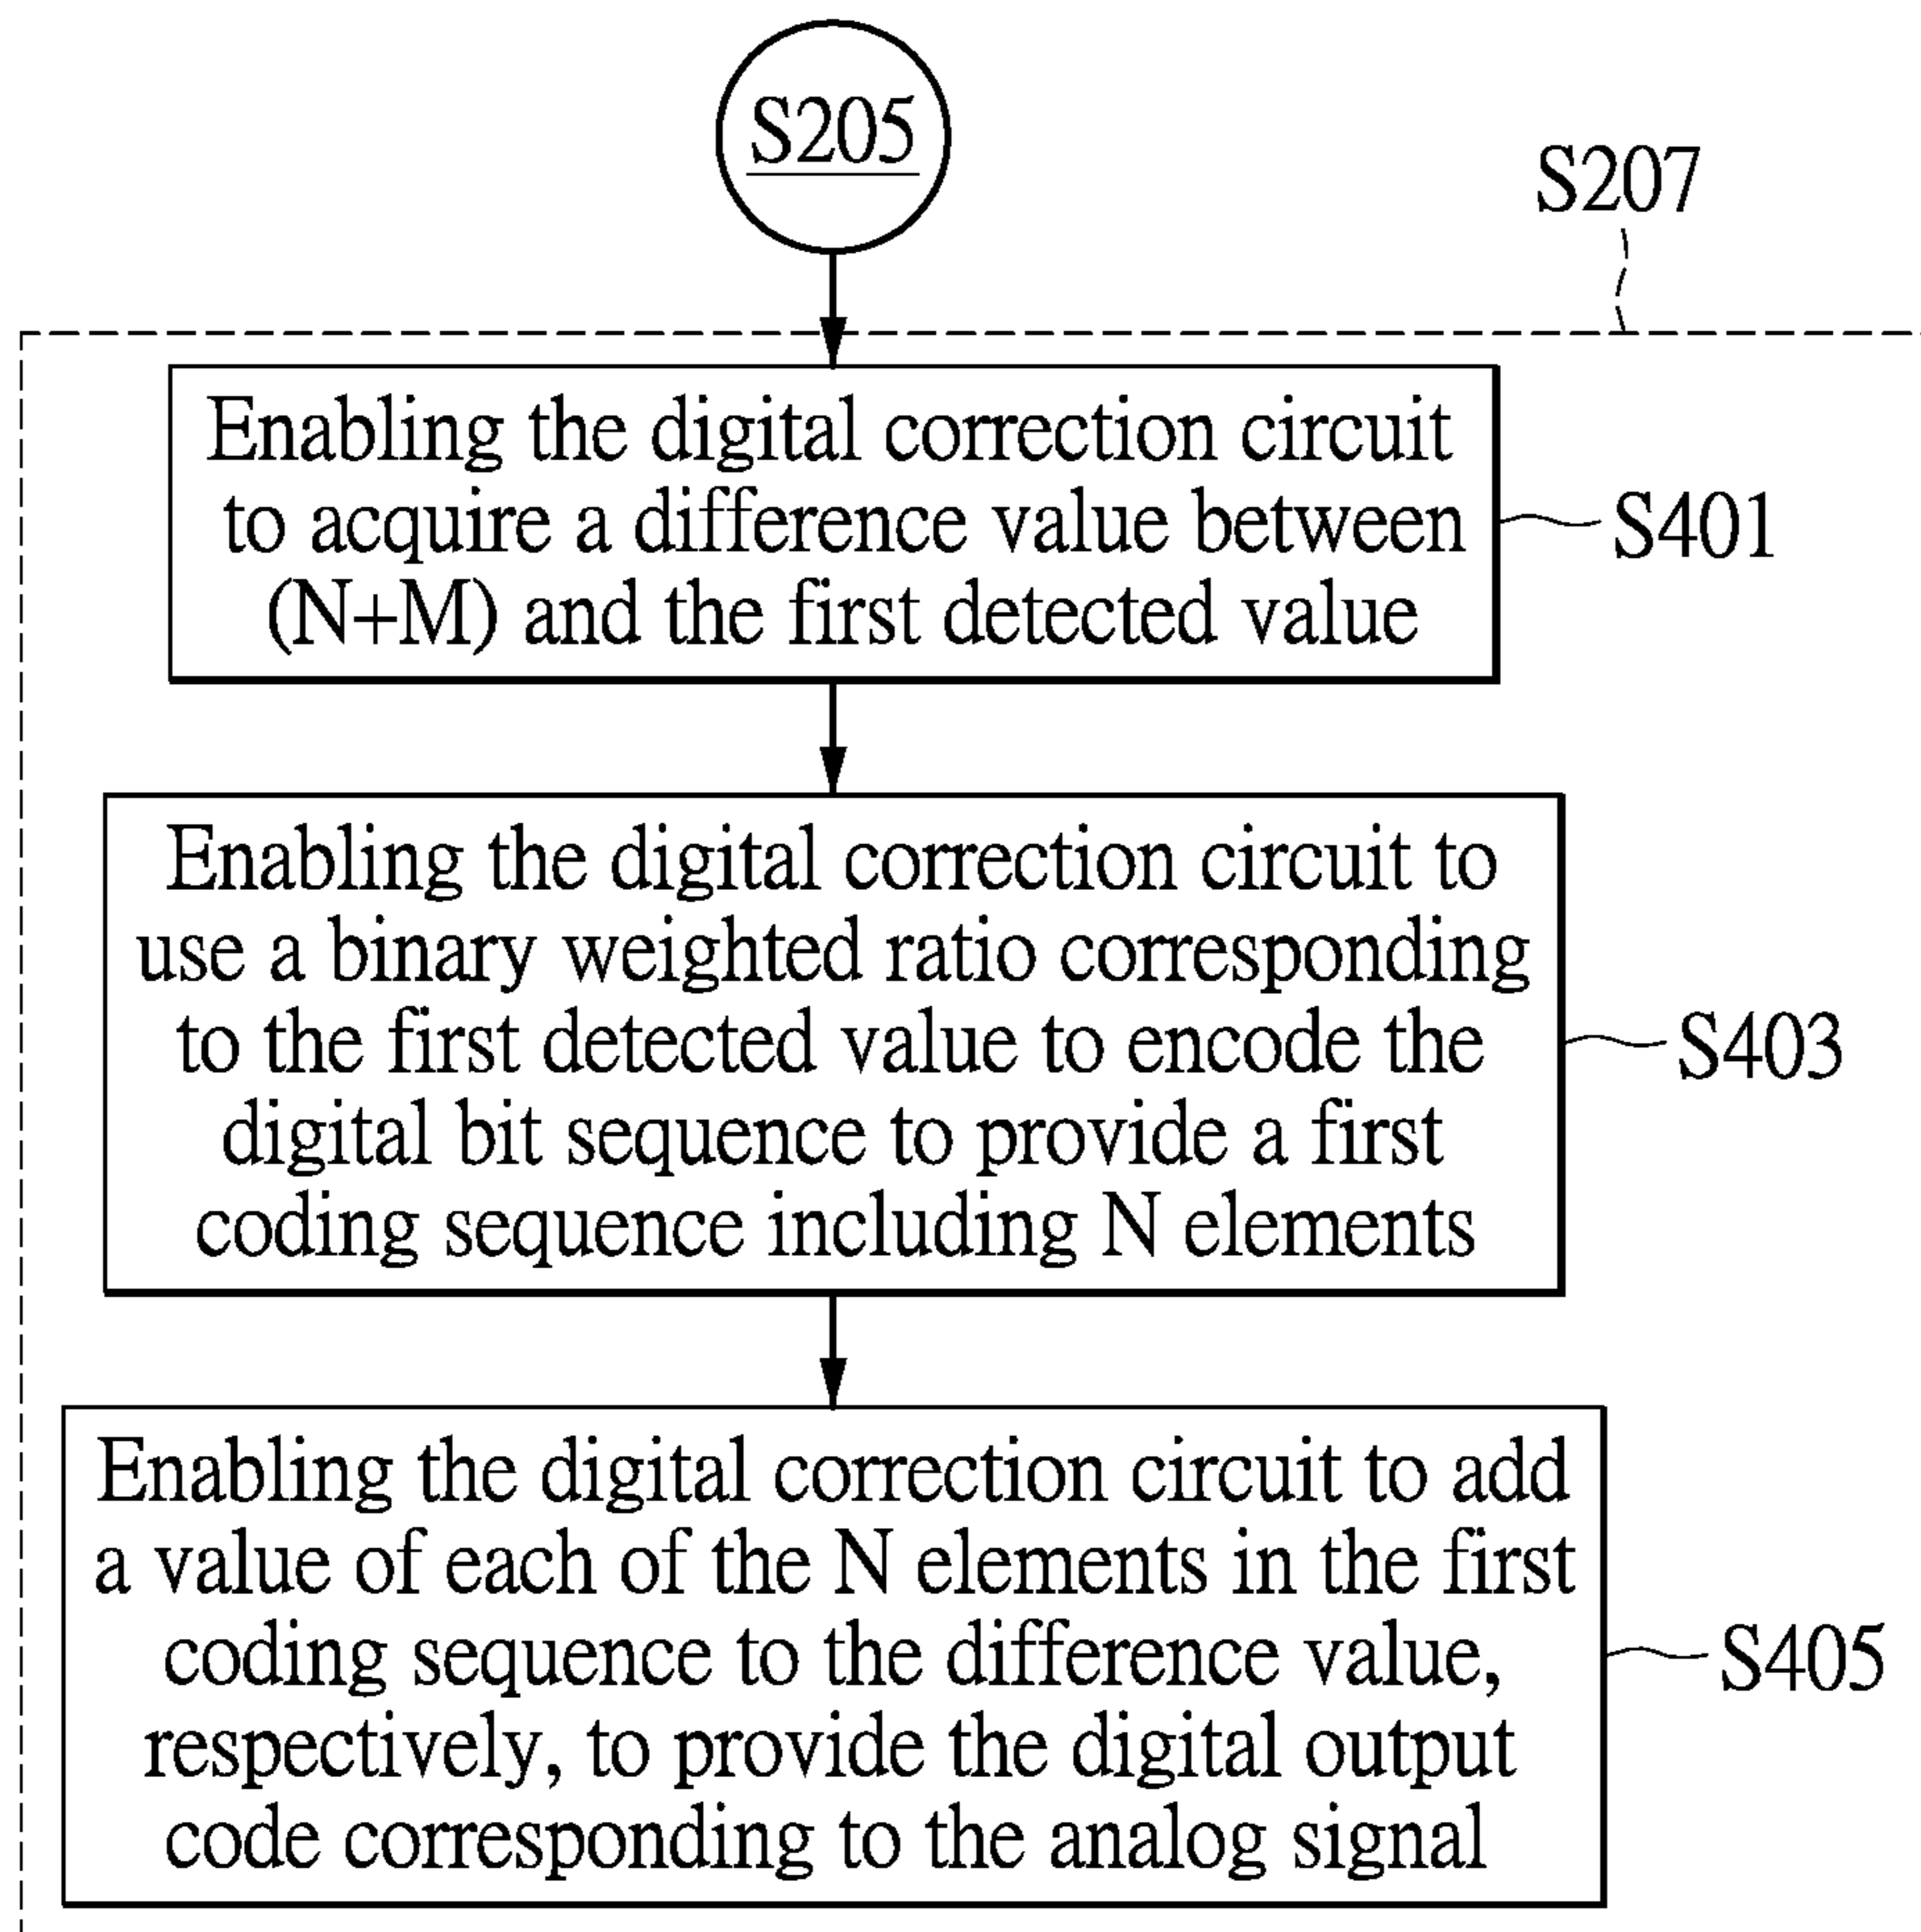 S205
S207
Enabling the digital correction circuit
to acquire a difference value between
(N+M) and the first detected value
S401
Enabling the digital correction circuit to
use a binary weighted ratio corresponding
to the first detected value to encode the
digital bit sequence to provide a first
coding sequence including N elements
S403
Enabling the digital correction circuit to add
a value of each of the N elements in the first
coding sequence to the difference value,
respectively, to provide the digital output
code corresponding to the analog signal
S405